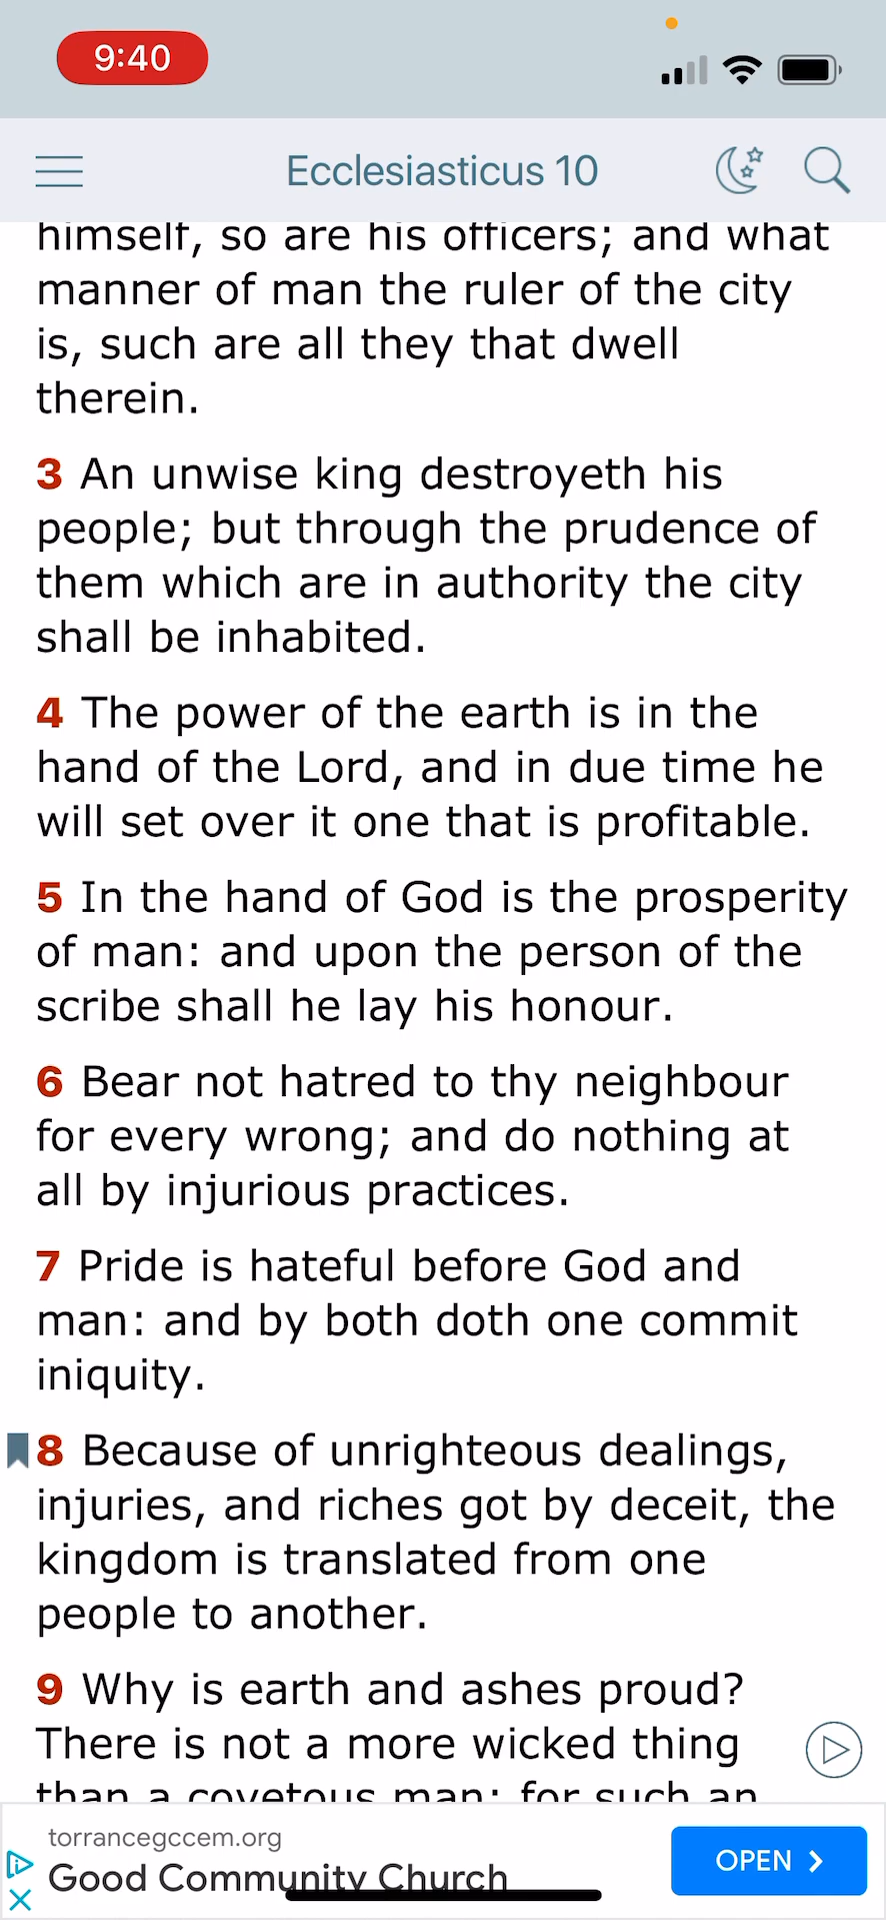 9:40
Ecclesiasticus 10
himself, so are his officers; and what
manner of man the ruler of the city
is, such are all they that dwell
therein.
3 An unwise king destroyeth his
people; but through the prudence of
them which are in authority the city
shall be inhabited.
4 The power of the earth is in the
hand of the Lord, and in due time he
will set over it one that is profitable.
5 In the hand of God is the prosperity
of man: and upon the person of the
scribe shall he lay his honour.
6 Bear not hatred to thy neighbour
for every wrong; and do nothing at
all by injurious practices.
7 Pride is hateful before God and
man: and by both doth one commit
iniquity.
8 Because of unrighteous dealings,
injuries, and riches got by deceit, the
kingdom is translated from one
people to another.
9 Why is earth and ashes proud?
There is not a more wicked thing
than a covetous man: for such an
torrancegccem.org
Good Community Church
OPEN